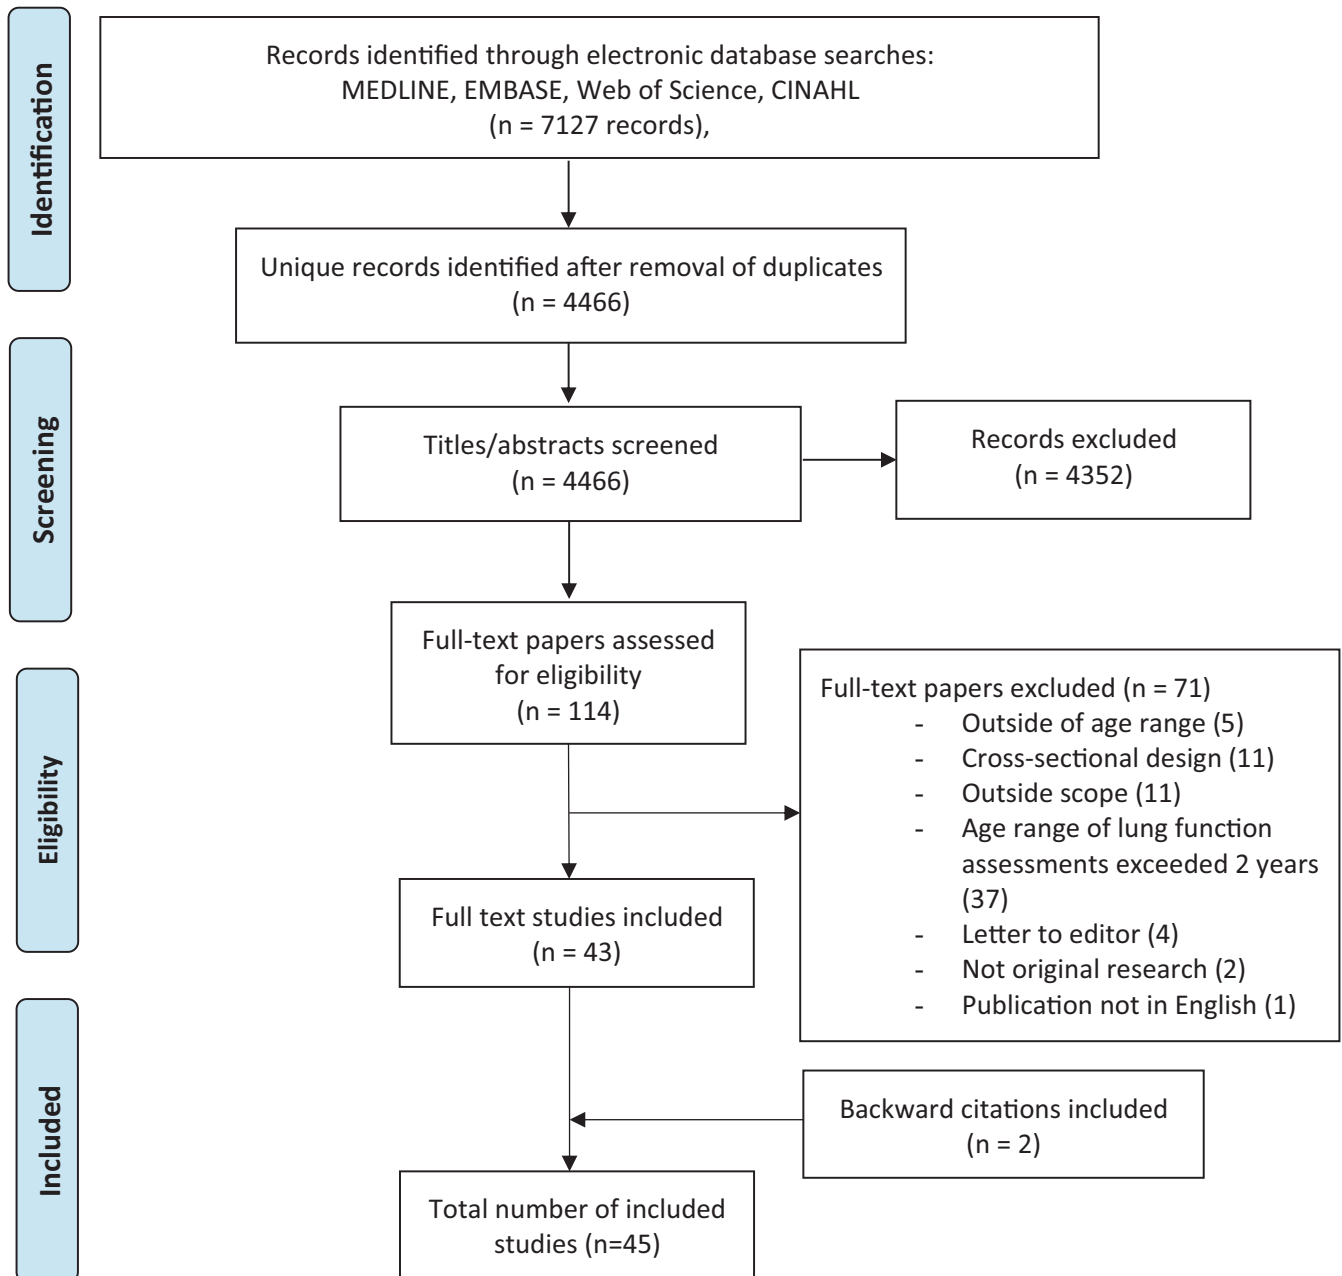 Identification
Records identified through electronic database searches:
MEDLINE, EMBASE, Web of Science, CINAHL
(n = 7127 records),
Unique records identified after removal of duplicates
(n = 4466)
Screening
Titles/abstracts screened
(n = 4466)
Records excluded
(n = 4352)
Eligibility
Full-text papers assessed
for eligibility
(n = 114)
Full-text papers excluded (n = 71)
- Outside of age range (5)
- Cross-sectional design (11)
- Outside scope (11)
- Age range of lung function
assessments exceeded 2 years
(37)
- Letter to editor (4)
- Not original research (2)
- Publication not in English (1)
Full text studies included
(n = 43)
Included
Backward citations included
(n = 2)
Total number of included
studies (n=45)